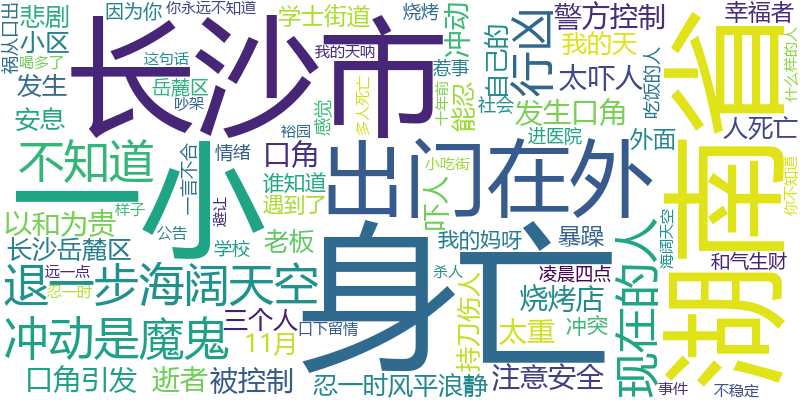 祸从口出
悲剧
因为你
你永远不知道
学士街道
烧烤
冲动
警方控制
幸福者
小区
喝多了
长沙市
我的天呐
惹事
自己的
行凶
我的天
省
什么样的人
发生
这句话
岳麓区
吵架
十年前
太吓人
吃饭的人
安息
裕园
感觉
多人死亡
能忍
社会
发生口角
进医院
外面
人死亡
不知道
一小
一言不合
情绪
口角
出门在外
小吃街
湖南
你不知道
谁知道
以和为贵
样子
避让
遇到了
吓人
现在的人
海阔天空
长沙岳麓区
公告
学校
老板
身亡
我的妈呀
暴躁
和气生财
退一步海阔天空
远一点
忍一时
杀人
凌晨四点
烧烤店
三个人
口下留情
持刀伤人
太重
冲突
冲动是魔鬼
11月
口角引发
逝者
被控制
忍一时风平浪静
注意安全
事件
不稳定